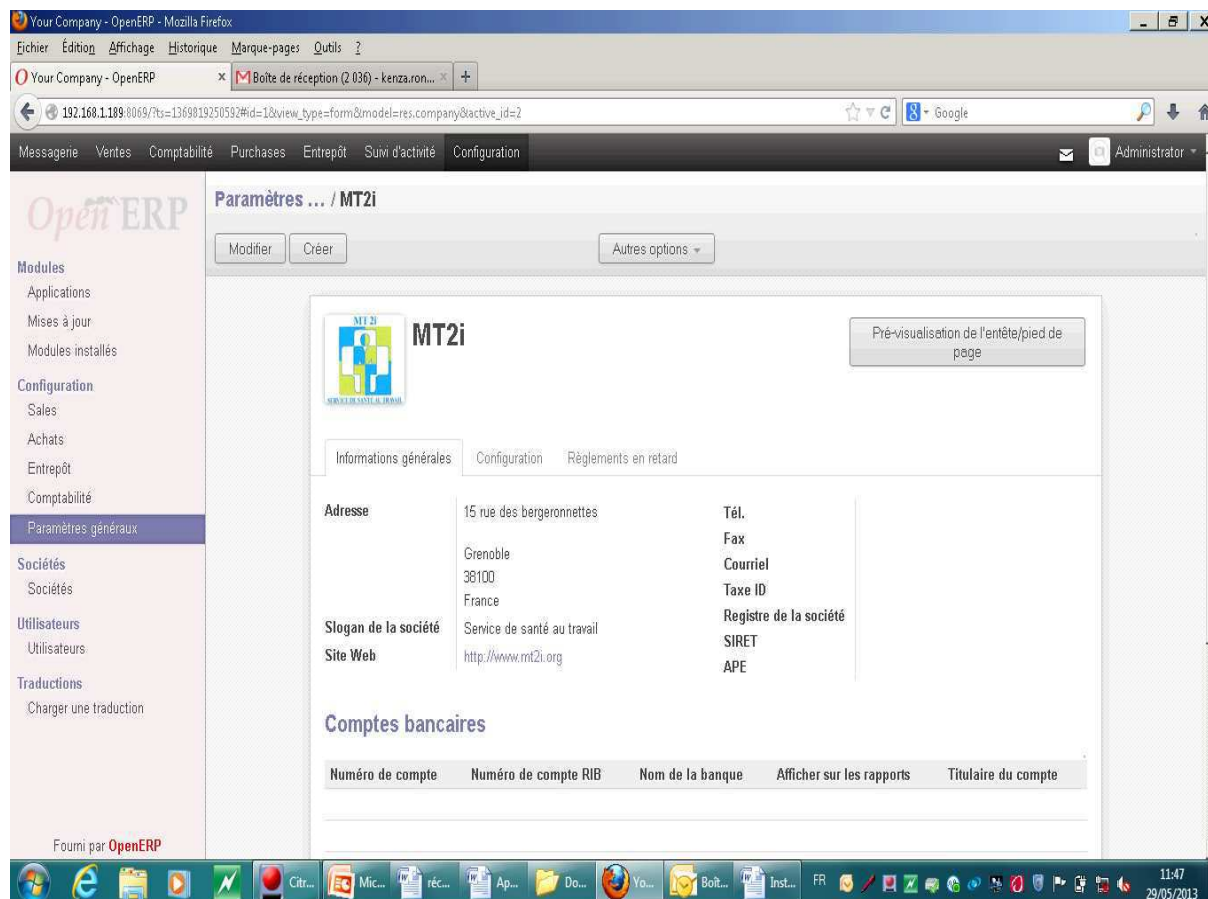 Your Company - OpenERP - Mozilla Firefox
Fichier Édition Affichage Historique Marque-pages Outils ?
Your Company - OpenERP × Boîte de réception (2 036) - kenza.ron... × +
192.168.1.189:8069/?ts=1369819250592#id=1&view_type=form&model=res.company&active_id=2 Google
Messagerie Ventes Comptabilité Purchases Entrepôt Suivi d'activité Configuration Administrator
OpenERP
Paramètres ... / MT2i
Modifier Créer Autres options
Modules
Applications
Mises à jour
Modules installés
Configuration
Sales
Achats
Entrepôt
Comptabilité
Paramètres généraux
Sociétés
Sociétés
Utilisateurs
Utilisateurs
Traductions
Charger une traduction
Fourni par OpenERP
MT 2i
SERVICE DE SANTE AU TRAVAIL
MT2i
Pré-visualisation de l'entête/pied de
page
Informations générales Configuration Règlements en retard
Adresse 15 rue des bergeronnettes
Grenoble
38100
France
Slogan de la société Service de santé au travail
Site Web http://www.mt2i.org
Tél.
Fax
Courriel
Taxe ID
Registre de la société
SIRET
APE
Comptes bancaires
Numéro de compte Numéro de compte RIB Nom de la banque Afficher sur les rapports Titulaire du compte
Citr... Mic... réc... Ap... Do... Yo... Boît... Inst... FR 11:47
29/05/2013